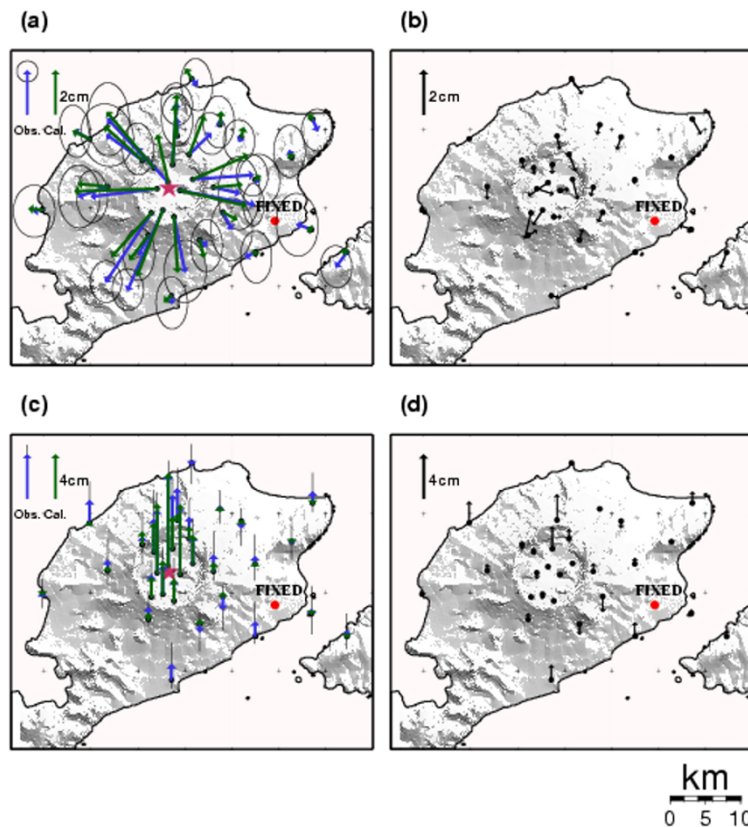 (a)
(b)
2cm
Obs. Cal.
FIXED
2cm
FIXED
(c)
(d)
4cm
Obs. Cal.
FIXED
4cm
FIXED
km
0 5 10